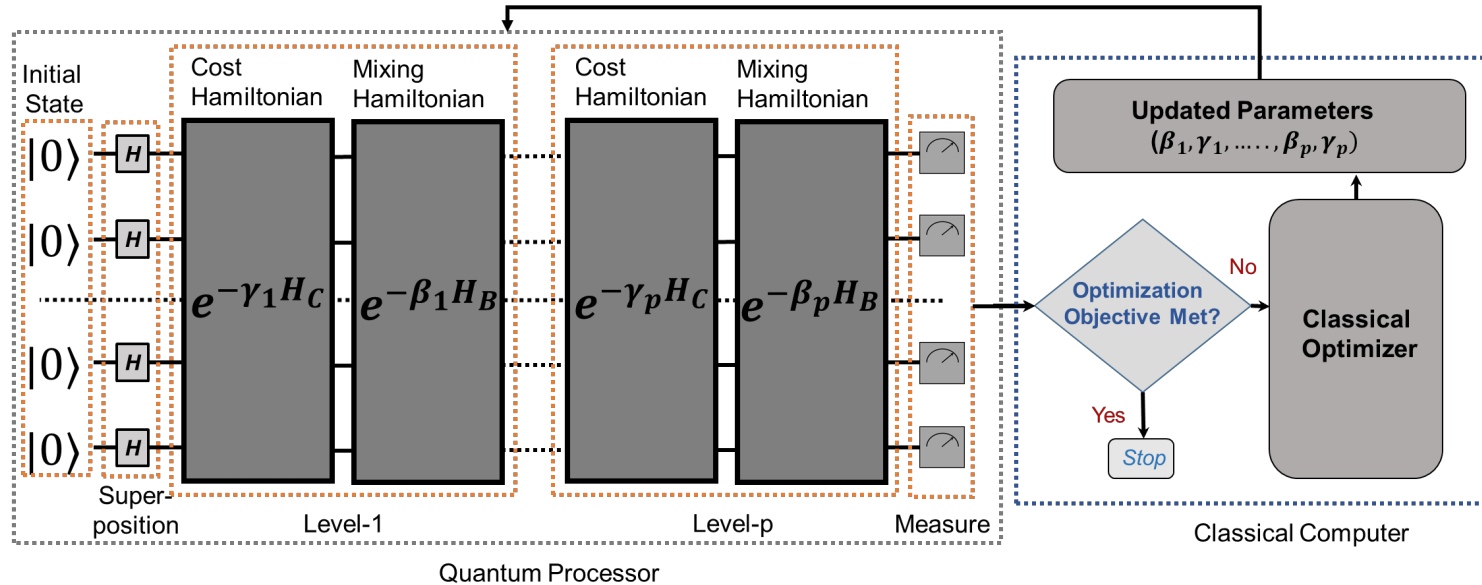 Initial
State
|0⟩
|0⟩
|0⟩
|0⟩
H
H
H
H
Super-
position
Cost
Hamiltonian
e^{-γ_1 H_C}
Mixing
Hamiltonian
e^{-β_1 H_B}
Level-1
Cost
Hamiltonian
e^{-γ_p H_C}
Mixing
Hamiltonian
e^{-β_p H_B}
Level-p
Measure
Quantum Processor
Optimization
Objective Met?
No
Yes
Stop
Classical
Optimizer
Updated Parameters
(β_1, γ_1, ....., β_p, γ_p)
Classical Computer